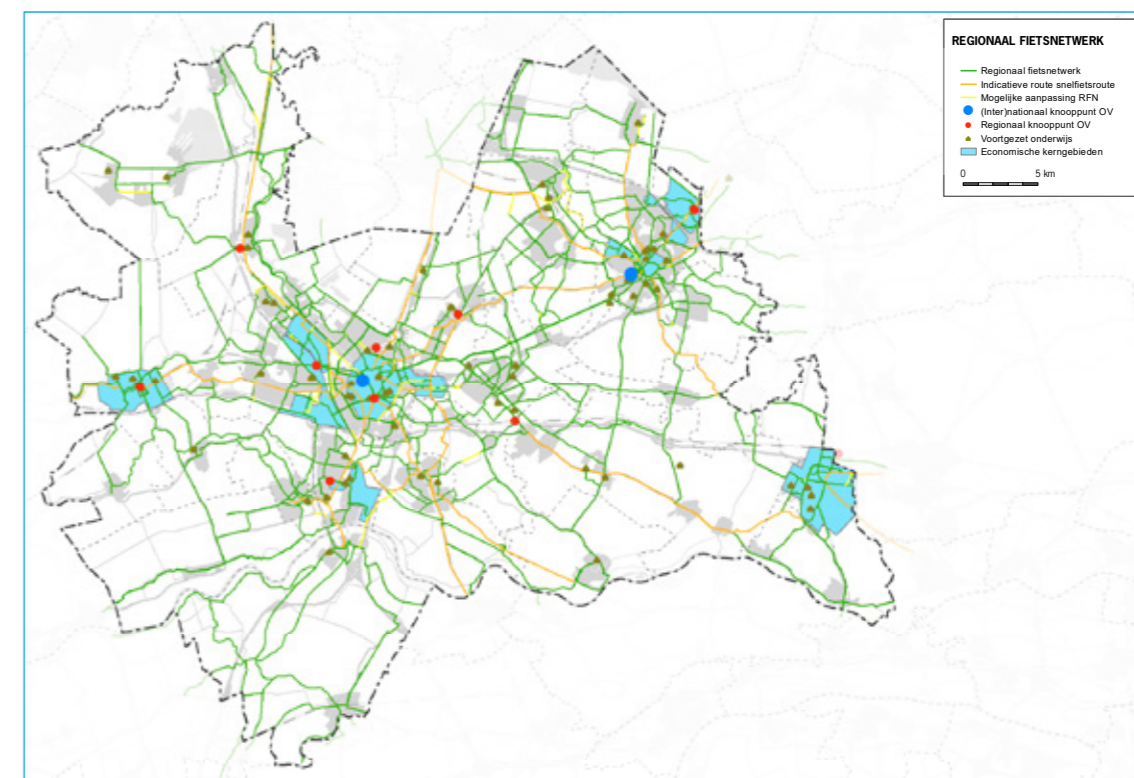 REGIONAAL FIETSNETWERK
Regionaal fietsnetwerk
Indicatieve route snelfietsroute
Mogelijke aanpassing RFN
(Inter)nationaal knooppunt OV
Regionaal knooppunt OV
Voortgezet onderwijs
Economische kerngebieden
0 5 km